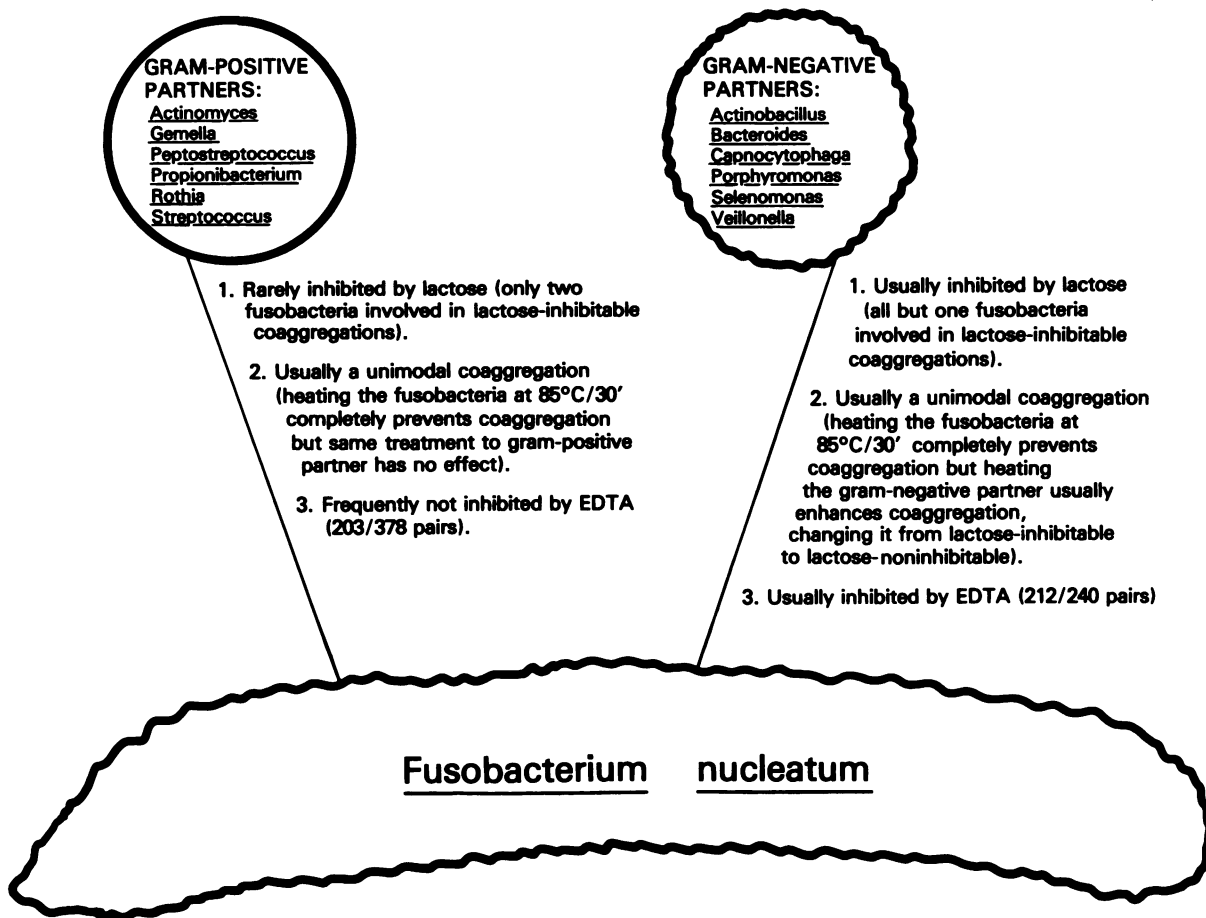 GRAM-POSITIVE
PARTNERS:
Actinomyces
Gemella
Peptostreptococcus
Propionibacterium
Rothia
Streptococcus
GRAM-NEGATIVE
PARTNERS:
Actinobacillus
Bacteroides
Capnocytophaga
Porphyromonas
Selenomonas
Veillonella
1. Rarely inhibited by lactose (only two
fusobacteria involved in lactose-inhibitable
coaggregations).
2. Usually a unimodal coaggregation
(heating the fusobacteria at 85°C/30′
completely prevents coaggregation
but same treatment to gram-positive
partner has no effect).
3. Frequently not inhibited by EDTA
(203/378 pairs).
1. Usually inhibited by lactose
(all but one fusobacteria
involved in lactose-inhibitable
coaggregations).
2. Usually a unimodal coaggregation
(heating the fusobacteria at
85°C/30′ completely prevents
coaggregation but heating
the gram-negative partner usually
enhances coaggregation,
changing it from lactose-inhibitable
to lactose-noninhibitable).
3. Usually inhibited by EDTA (212/240 pairs)
Fusobacterium nucleatum